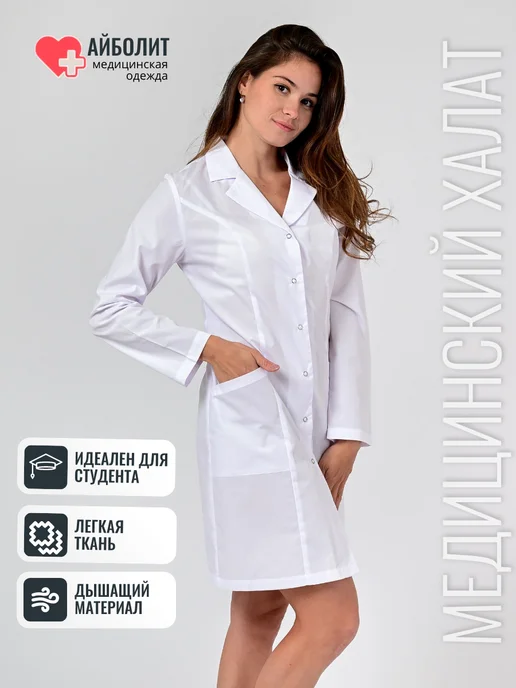 АЙБОЛИТ
медицинская
одежда
МЕДИЦИНСКИЙ ХАЛАТ
ИДЕАЛЕН ДЛЯ
СТУДЕНТА
ЛЕГКАЯ
ТКАНЬ
ДЫШАЩИЙ
МАТЕРИАЛ